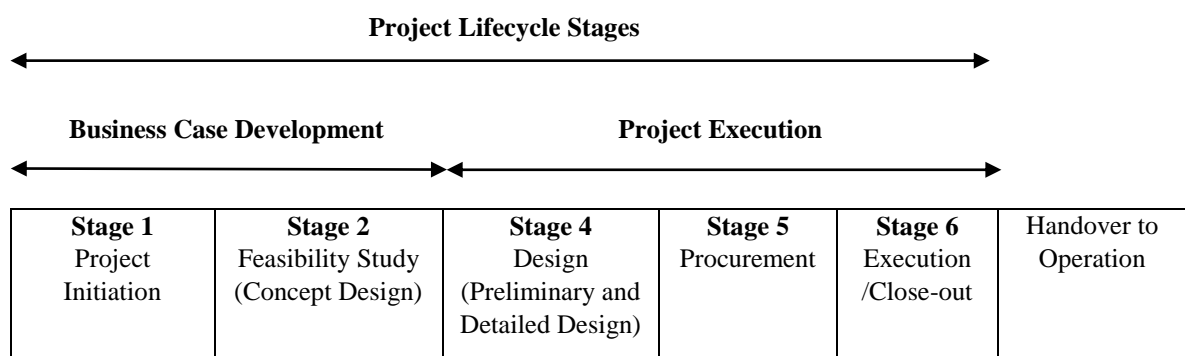 Project Lifecycle Stages
Business Case Development
Project Execution
Stage 1
Project
Initiation
Stage 2
Feasibility Study
(Concept Design)
Stage 4
Design
(Preliminary and
Detailed Design)
Stage 5
Procurement
Stage 6
Execution
/Close-out
Handover to
Operation